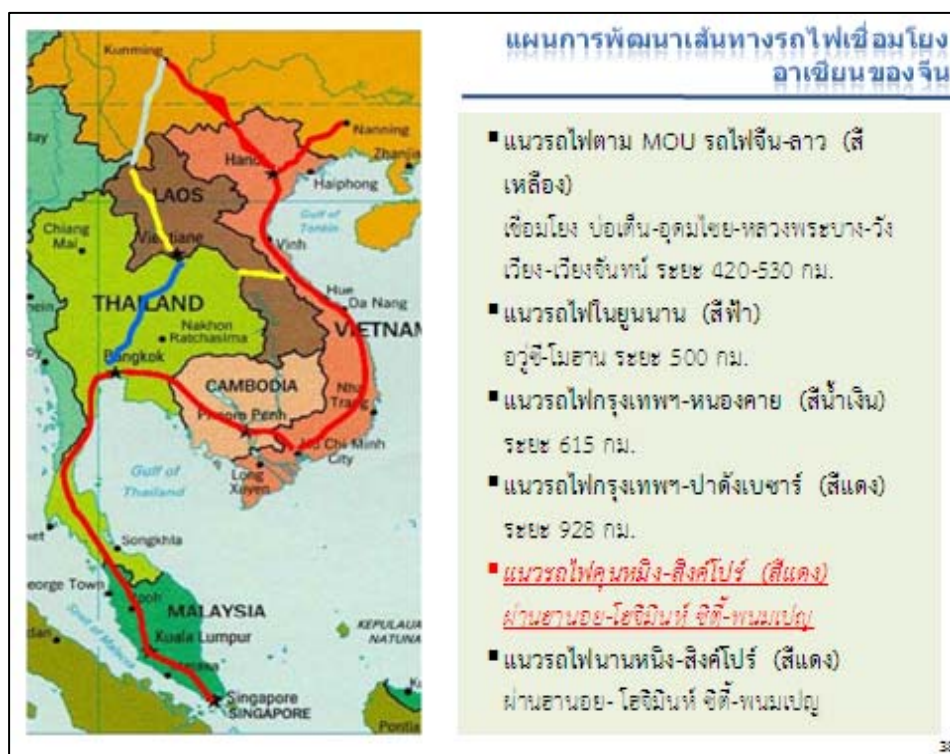 แผนการพัฒนาเส้นทางรถไฟเชื่อมโยง
อาเซียนของจีน
▪ แนวรถไฟตาม MOU รถไฟจีน-ลาว (สี
เหลือง)
เชื่อมโยง บ่อเต็น-อุดมไชย-หลวงพระบาง-วัง
เวียง-เวียงจันทน์ ระยะ 420-530 กม.
▪ แนวรถไฟในยูนนาน (สีฟ้า)
อวู่ซี-โมฮาน ระยะ 500 กม.
▪ แนวรถไฟกรุงเทพฯ-หนองคาย (สีน้ำเงิน)
ระยะ 615 กม.
▪ แนวรถไฟกรุงเทพฯ-ปาดังเบซาร์ (สีแดง)
ระยะ 928 กม.
▪ แนวรถไฟคุนหมิง-สิงค์โปร์ (สีแดง)
ผ่านฮานอย-โฮจิมินห์ ซิตี้-พนมเปญ
▪ แนวรถไฟนานหนิง-สิงค์โปร์ (สีแดง)
ผ่านฮานอย- โฮจิมินห์ ซิตี้-พนมเปญ
Kunming
Nanning
Haiphong
LAOS
Gulf of
Tonkin
Chiang
Mai
Vinh
THAILAND
Hue
Da Nang
VIETNAM
Nakhon
Ratchasima
Bangkok
CAMBODIA
Nha
Trang
Phnom Penh
City
Gulf of
Thailand
Long
Xuyen
Songkhla
eorge Town
Ipoh
MALAYSIA
KEPULAUA
NATUNA
Kuala Lumpur
Singapore
SINGAPORE
Pontia